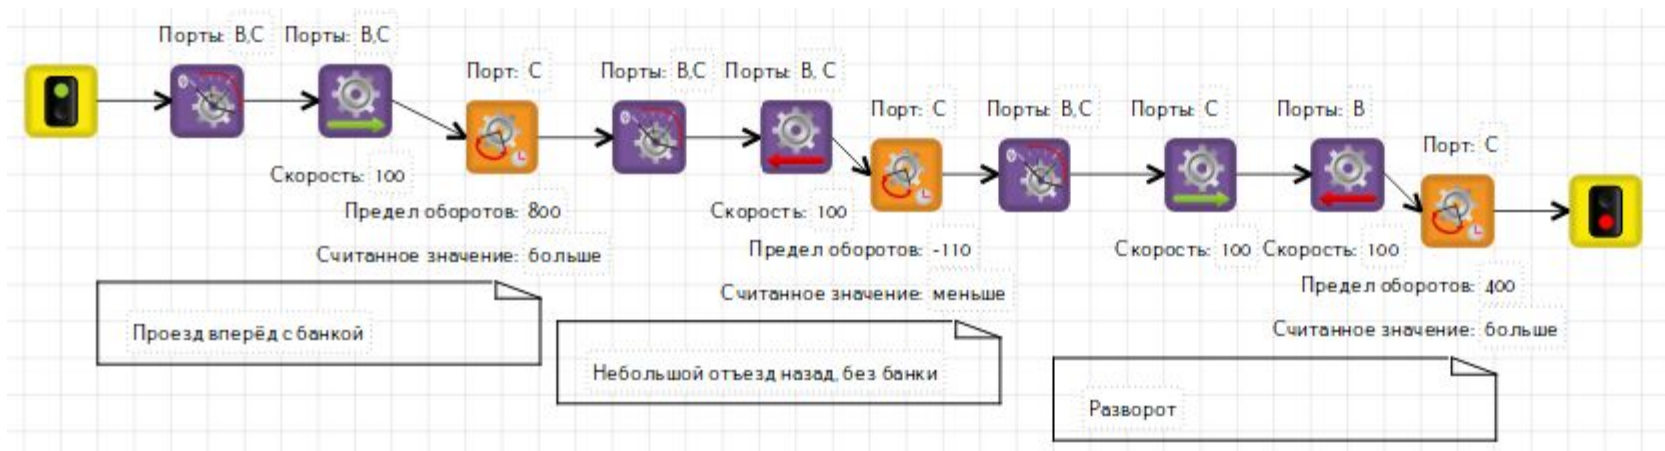 Порты: B,C
Порты: B,C
Скорость: 100
Порт: C
Предел оборотов: 800
Считанное значение: больше
Порты: B,C
Порты: B, C
Скорость: 100
Порт: C
Предел оборотов: -110
Считанное значение: меньше
Порты: B,C
Порты: C
Скорость: 100
Порты: B
Скорость: 100
Порт: C
Предел оборотов: 400
Считанное значение: больше
Проезд вперёд с банкой
Небольшой отъезд назад, без банки
Разворот